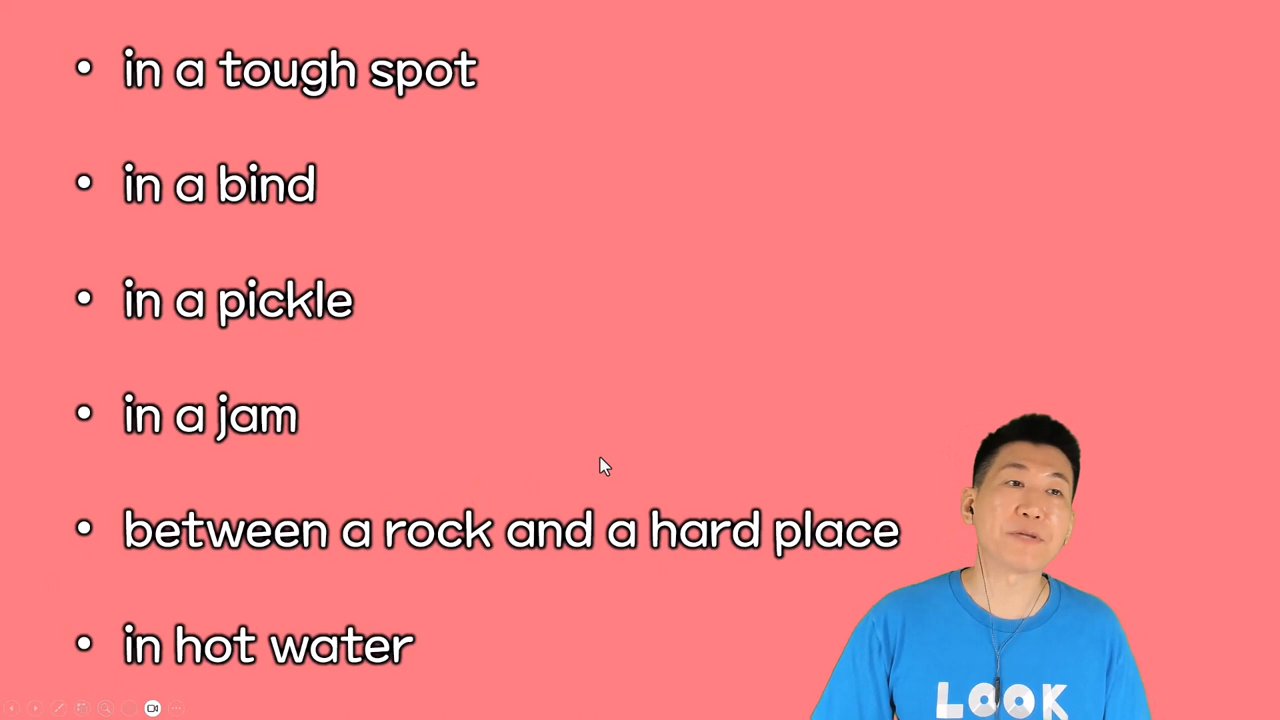 • in a tough spot
• in a bind
• in a pickle
• in a jam
• between a rock and a hard place
• in hot water
LOOK